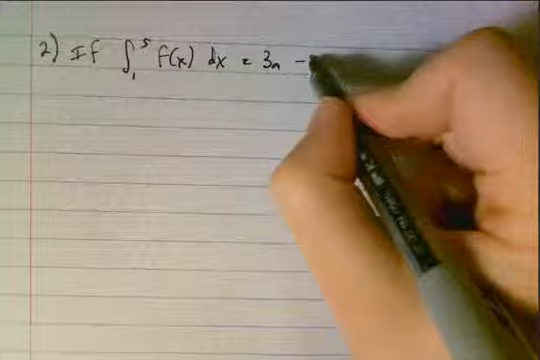 2) If ∫₁⁵ f(x) dx = 3n -